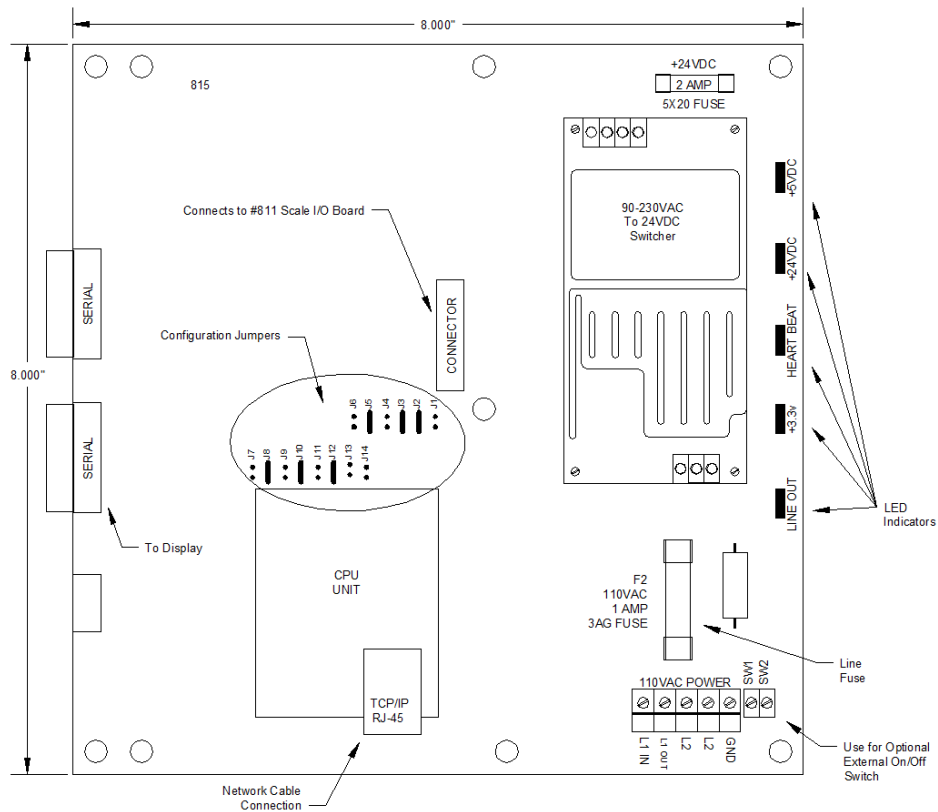 8.000"
815
+24VDC
2 AMP
5X20 FUSE
+5VDC
90-230VAC
To 24VDC
Switcher
Connects to #811 Scale I/O Board
+24VDC
SERIAL
CONNECTOR
HEART BEAT
Configuration Jumpers
8.000"
J6
J5
J4
J3
J2
J1
+3.3v
SERIAL
J7
J8
J9
J10
J11
J12
J13
J14
LINE OUT
LED
Indicators
To Display
CPU
UNIT
F2
110VAC
1 AMP
3AG FUSE
Line
Fuse
110VAC POWER
SW1
SW2
TCP/IP
RJ-45
L1 IN
L1 OUT
L2
L2
GND
Use for Optional
External On/Off
Switch
Network Cable
Connection